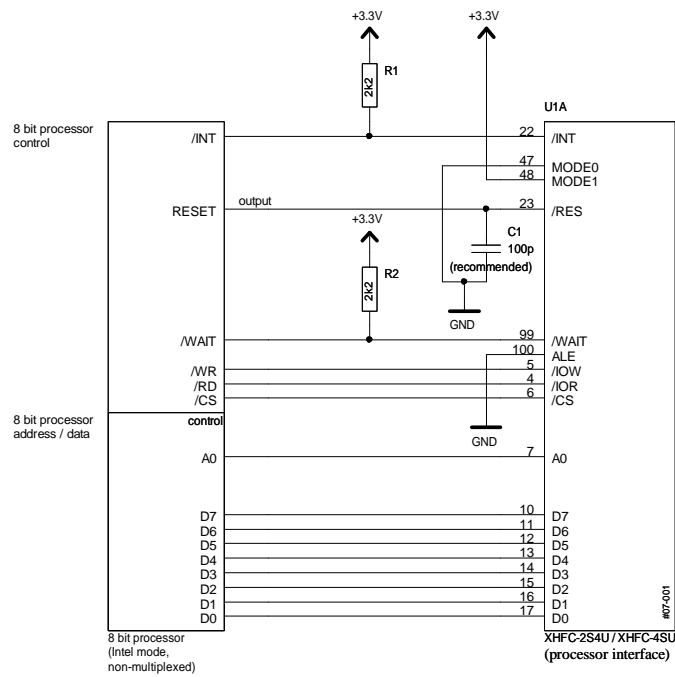 +3.3V
+3.3V
R1
2k2
U1A
8 bit processor
control
/INT
22
/INT
47
MODE0
48
MODE1
RESET
output
23
/RES
+3.3V
C1
100p
(recommended)
R2
2k2
GND
/WAIT
99
/WAIT
100
ALE
/WR
5
/IOW
/RD
4
/IOR
/CS
6
/CS
8 bit processor
address / data
control
GND
A0
7
A0
D7
10
D7
D6
11
D6
D5
12
D5
D4
13
D4
D3
14
D3
D2
15
D2
D1
16
D1
D0
17
D0
#07-001
8 bit processor
(Intel mode,
non-multiplexed)
XHFC-2S4U / XHFC-4SU
(processor interface)